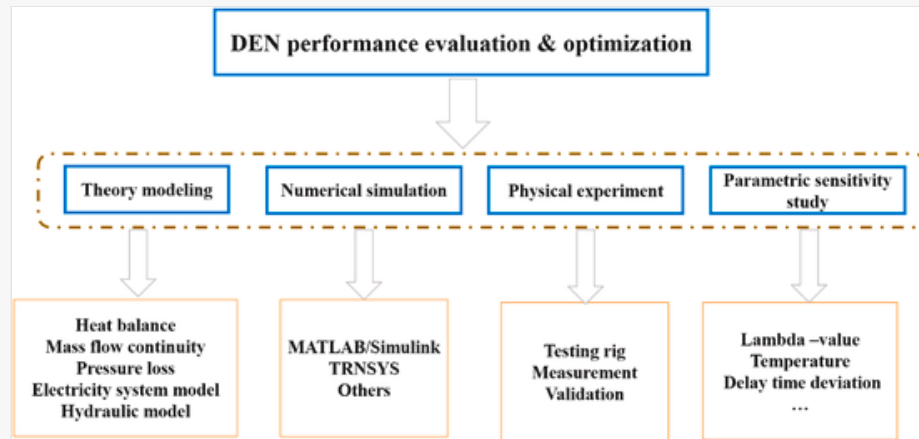 DEN performance evaluation & optimization
Theory modeling
Numerical simulation
Physical experiment
Parametric sensitivity
study
Heat balance
Mass flow continuity
Pressure loss
Electricity system model
Hydraulic model
MATLAB/Simulink
TRNSYS
Others
Testing rig
Measurement
Validation
Lambda –value
Temperature
Delay time deviation
…